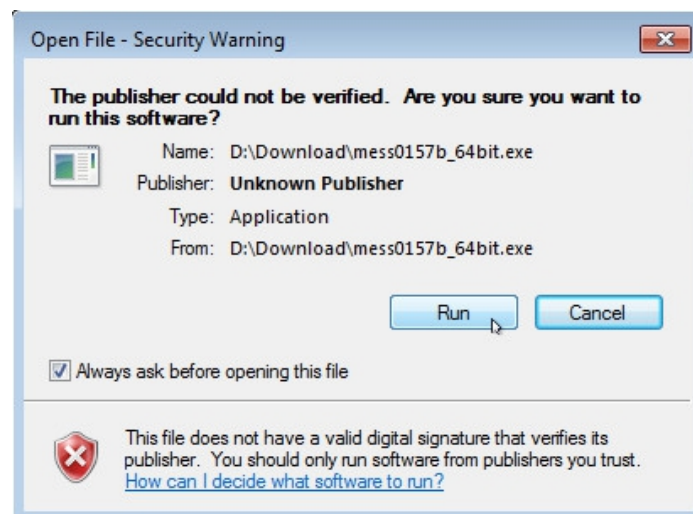 Open File - Security Warning
The publisher could not be verified.  Are you sure you want to
run this software?
Name: D:\Download\mess0157b_64bit.exe
Publisher: Unknown Publisher
Type: Application
From: D:\Download\mess0157b_64bit.exe
Run Cancel
Always ask before opening this file
This file does not have a valid digital signature that verifies its
publisher.  You should only run software from publishers you trust.
How can I decide what software to run?